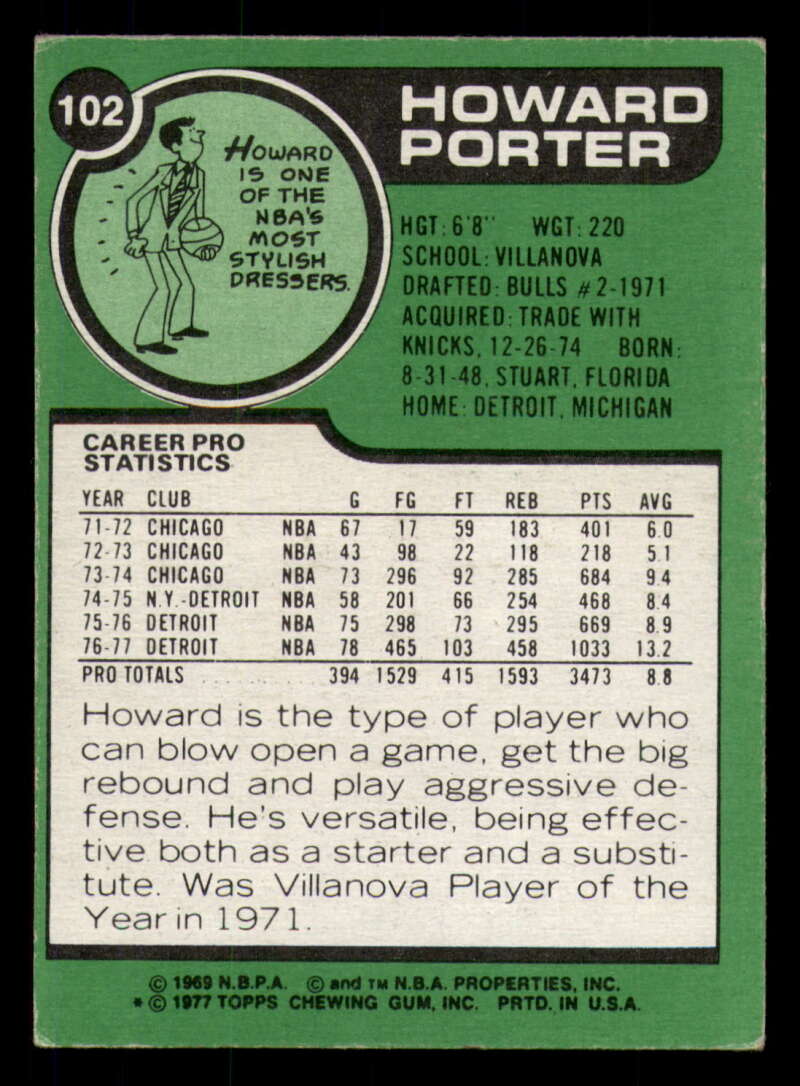 102
HOWARD
PORTER
HOWARD
IS ONE
OF THE
NBA'S
MOST
STYLISH
DRESSERS.
HGT: 6'8" WGT: 220
SCHOOL: VILLANOVA
DRAFTED: BULLS #2-1971
ACQUIRED: TRADE WITH
KNICKS, 12-26-74 BORN:
8-31-48, STUART, FLORIDA
HOME: DETROIT, MICHIGAN
CAREER PRO
STATISTICS
YEAR CLUB G FG FT REB PTS AVG
71-72 CHICAGO NBA 67 17 59 183 401 6.0
72-73 CHICAGO NBA 43 98 22 118 218 5.1
73-74 CHICAGO NBA 73 296 92 285 684 9.4
74-75 N.Y.-DETROIT NBA 58 201 66 254 468 8.4
75-76 DETROIT NBA 75 298 73 295 669 8.9
76-77 DETROIT NBA 78 465 103 458 1033 13.2
PRO TOTALS ............ 394 1529 415 1593 3473 8.8
Howard is the type of player who
can blow open a game, get the big
rebound and play aggressive de-
fense. He's versatile, being effec-
tive both as a starter and a substi-
tute. Was Villanova Player of the
Year in 1971.
© 1969 N.B.P.A. © and TM N.B.A. PROPERTIES, INC.
* © 1977 TOPPS CHEWING GUM, INC. PRTD. IN U.S.A.